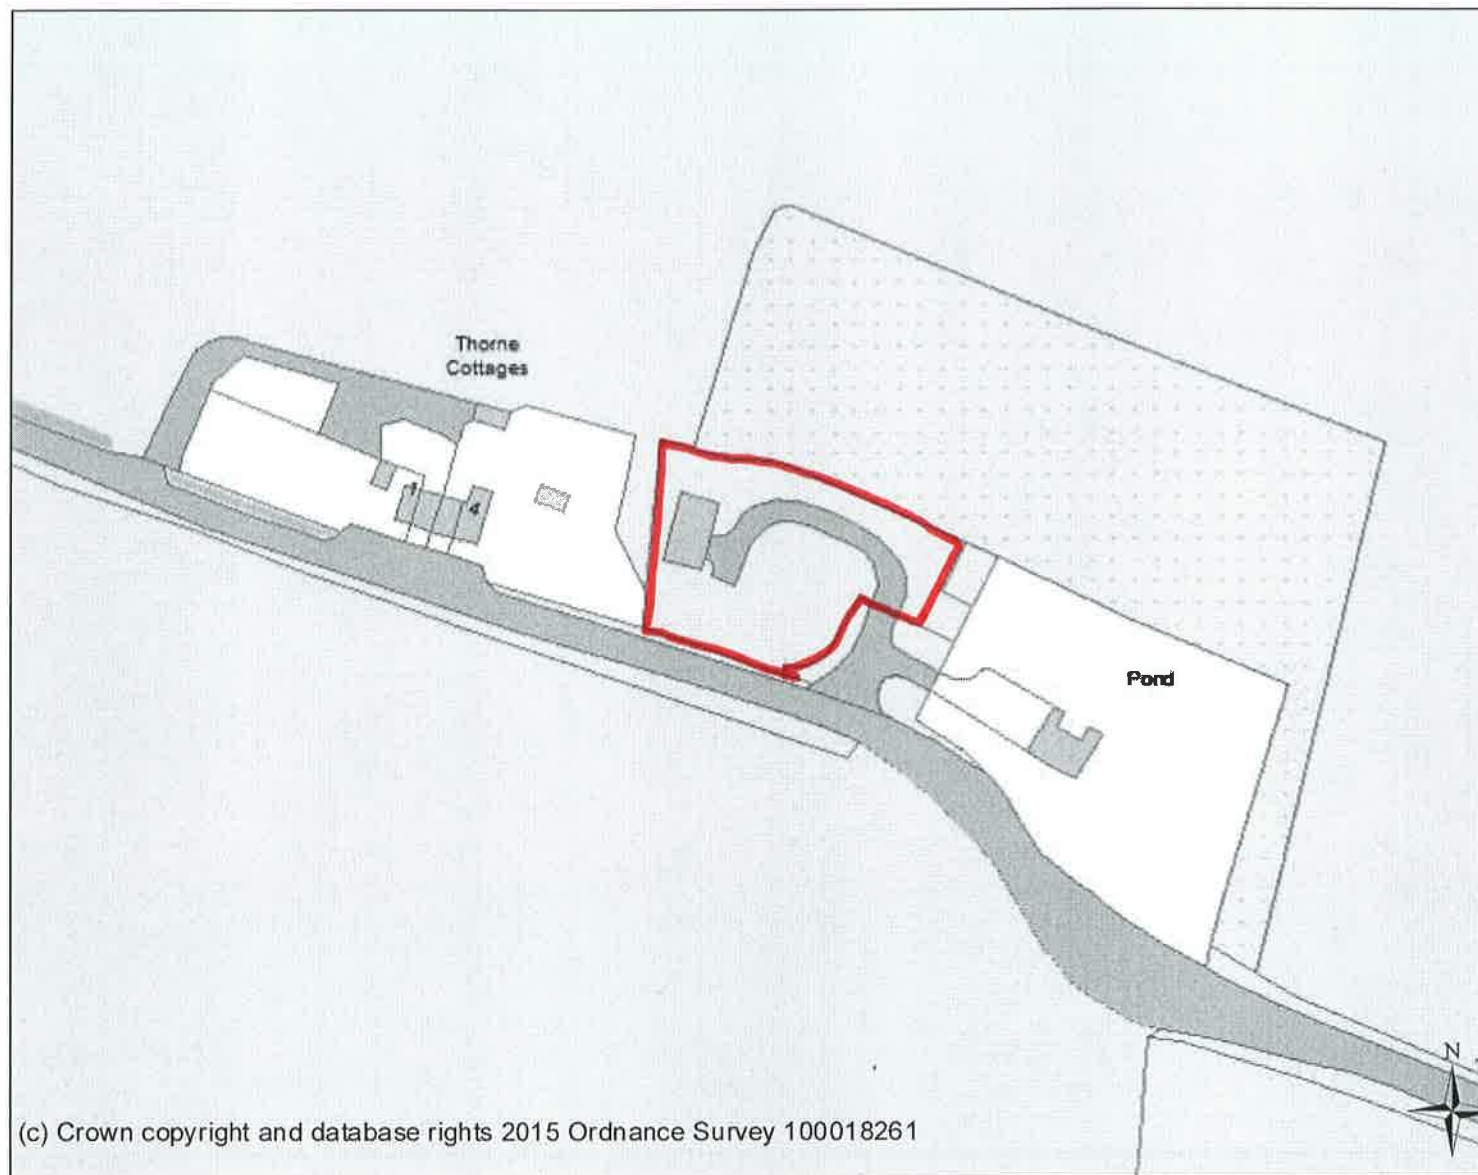 Thorne
Cottages
1
4
Pond
N
(c) Crown copyright and database rights 2015 Ordnance Survey 100018261